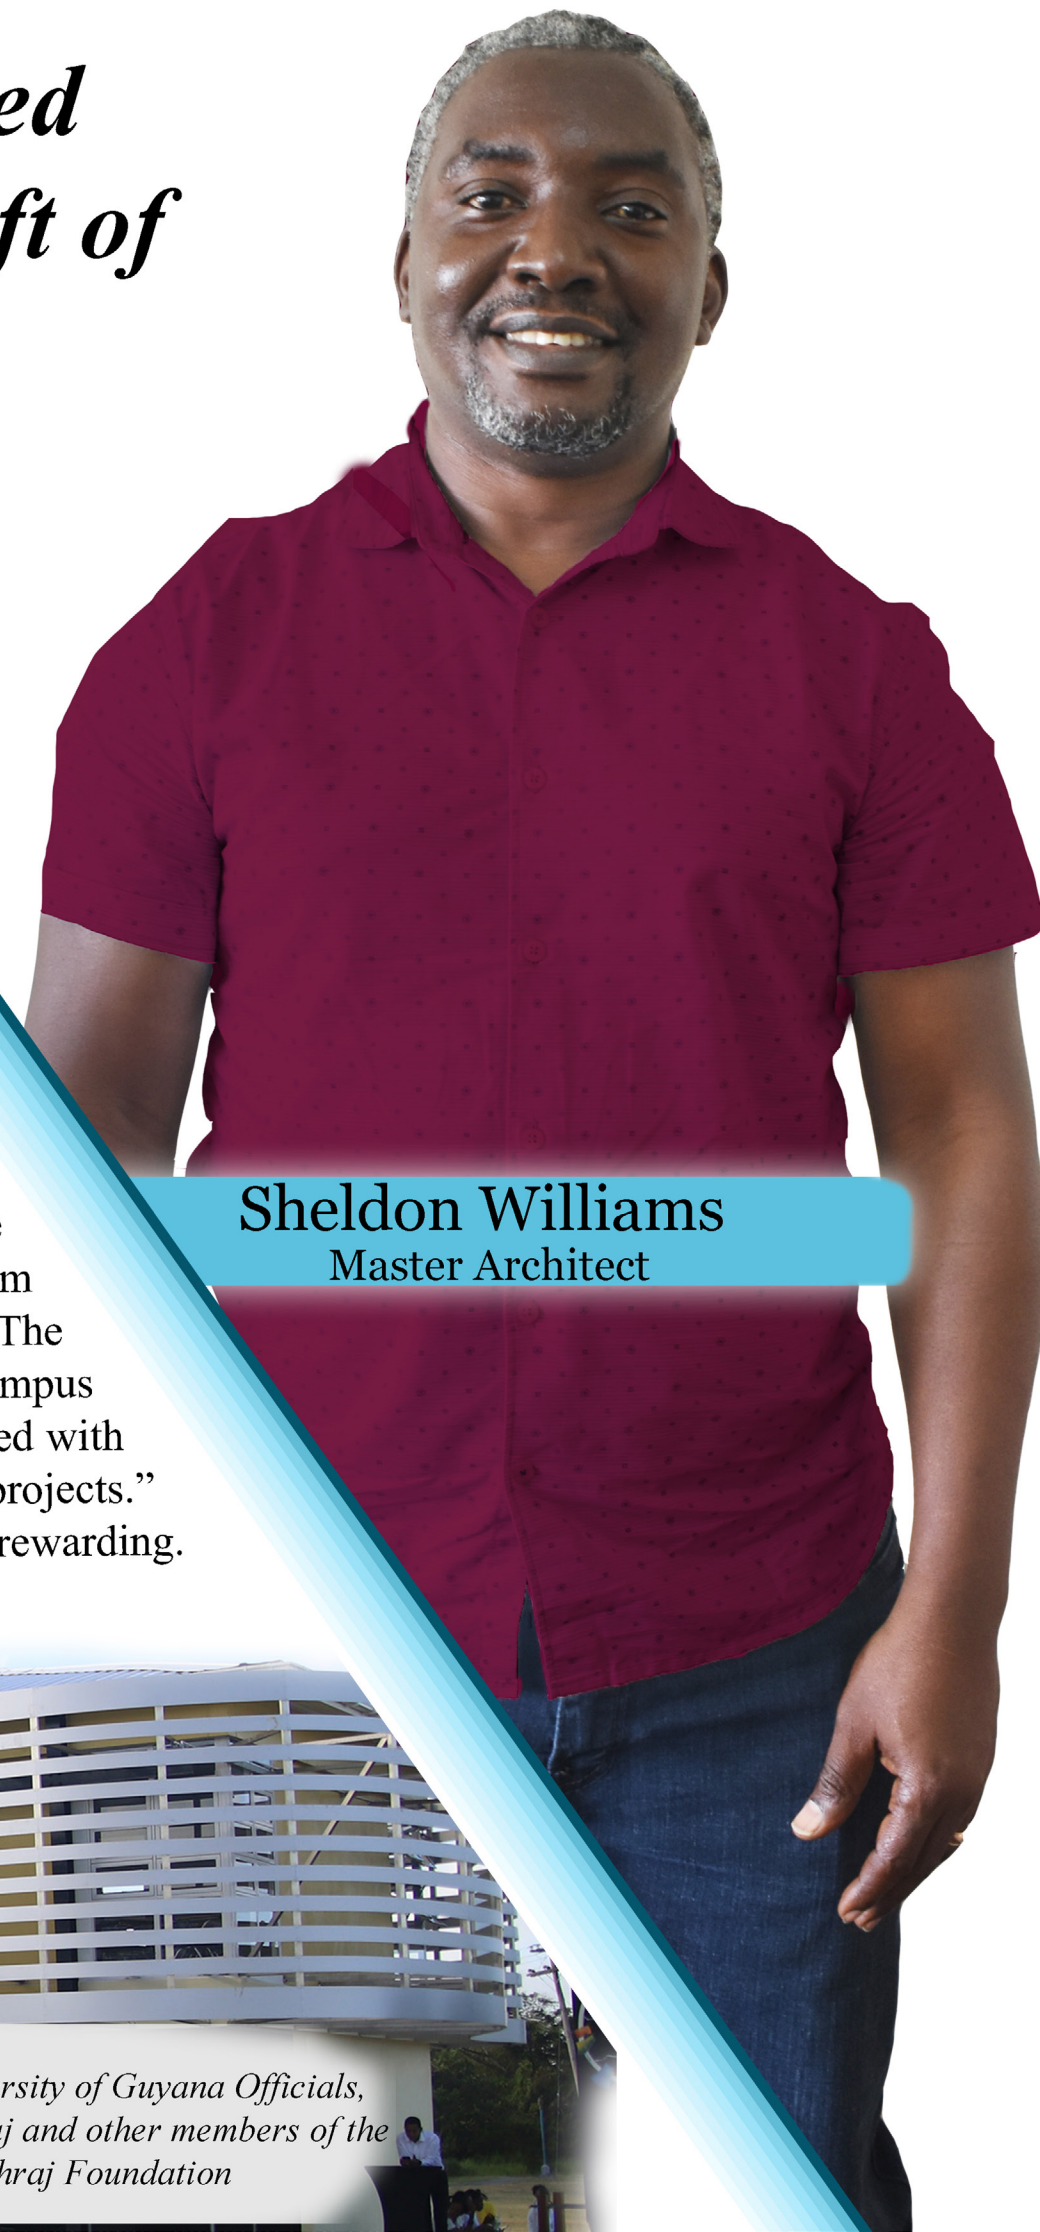 ed
ft of
Sheldon Williams
Master Architect
e
m
The
mpus
ed with
projects.”
rewarding.
rsity of Guyana Officials,
aj and other members of the
hraj Foundation